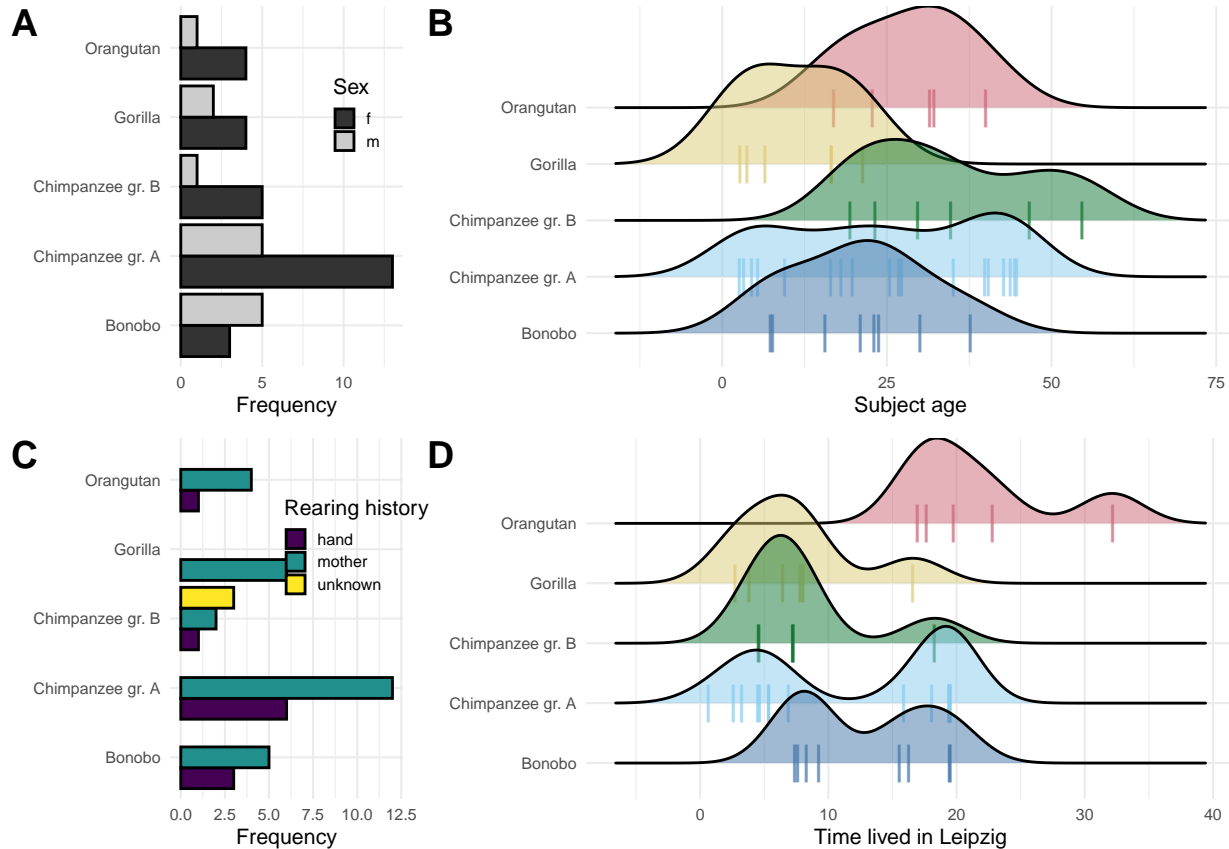 A
Orangutan
Gorilla
Chimpanzee gr. B
Chimpanzee gr. A
Bonobo
0 5 10
Frequency
Sex
f
m
B
Orangutan
Gorilla
Chimpanzee gr. B
Chimpanzee gr. A
Bonobo
0 25 50 75
Subject age
C
Orangutan
Gorilla
Chimpanzee gr. B
Chimpanzee gr. A
Bonobo
0.0 2.5 5.0 7.5 10.0 12.5
Frequency
Rearing history
hand
mother
unknown
D
Orangutan
Gorilla
Chimpanzee gr. B
Chimpanzee gr. A
Bonobo
0 10 20 30 40
Time lived in Leipzig